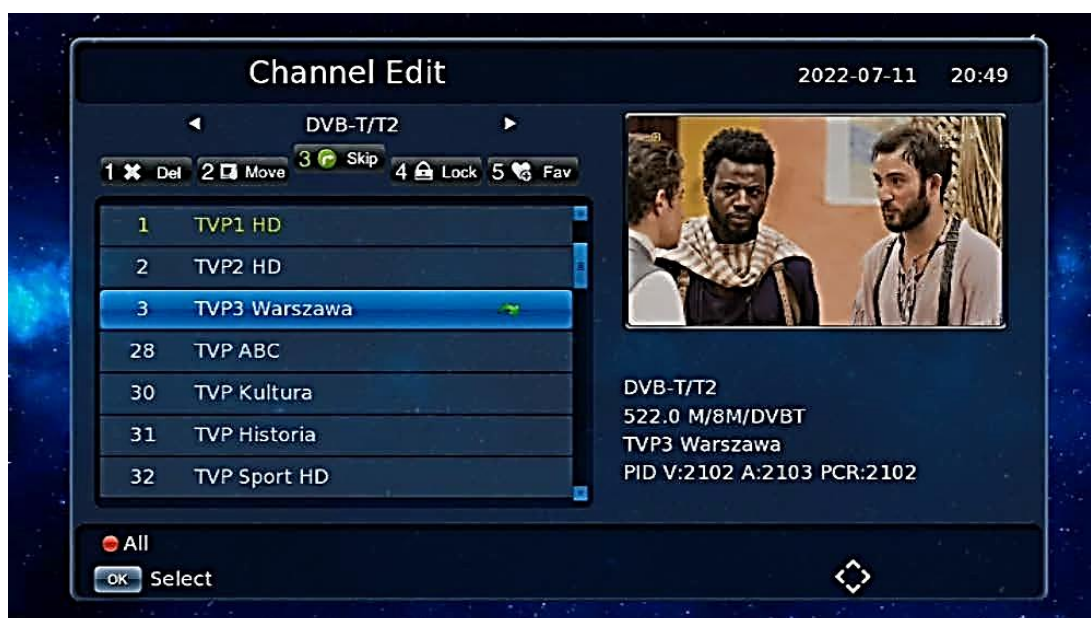 Channel Edit
2022-07-11 20:49
DVB-T/T2
1 Del 2 Move 3 Skip 4 Lock 5 Fav
1 TVP1 HD
2 TVP2 HD
3 TVP3 Warszawa
28 TVP ABC
30 TVP Kultura
31 TVP Historia
32 TVP Sport HD
DVB-T/T2
522.0 M/8M/DVBT
TVP3 Warszawa
PID V:2102 A:2103 PCR:2102
All
OK Select